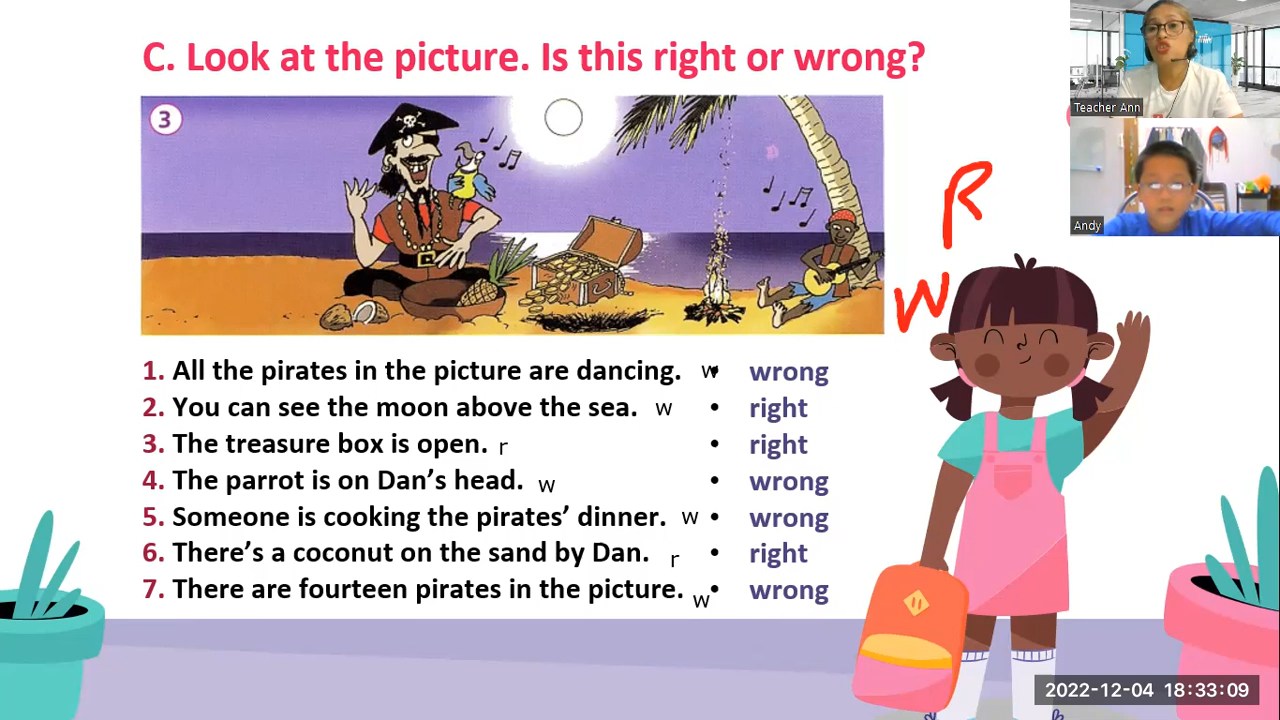 C. Look at the picture. Is this right or wrong?
3
Teacher Ann
Andy
R
W
1. All the pirates in the picture are dancing. w • wrong
2. You can see the moon above the sea. w • right
3. The treasure box is open. r • right
4. The parrot is on Dan's head. w • wrong
5. Someone is cooking the pirates' dinner. w • wrong
6. There's a coconut on the sand by Dan. r • right
7. There are fourteen pirates in the picture. w • wrong
2022-12-04 18:33:09